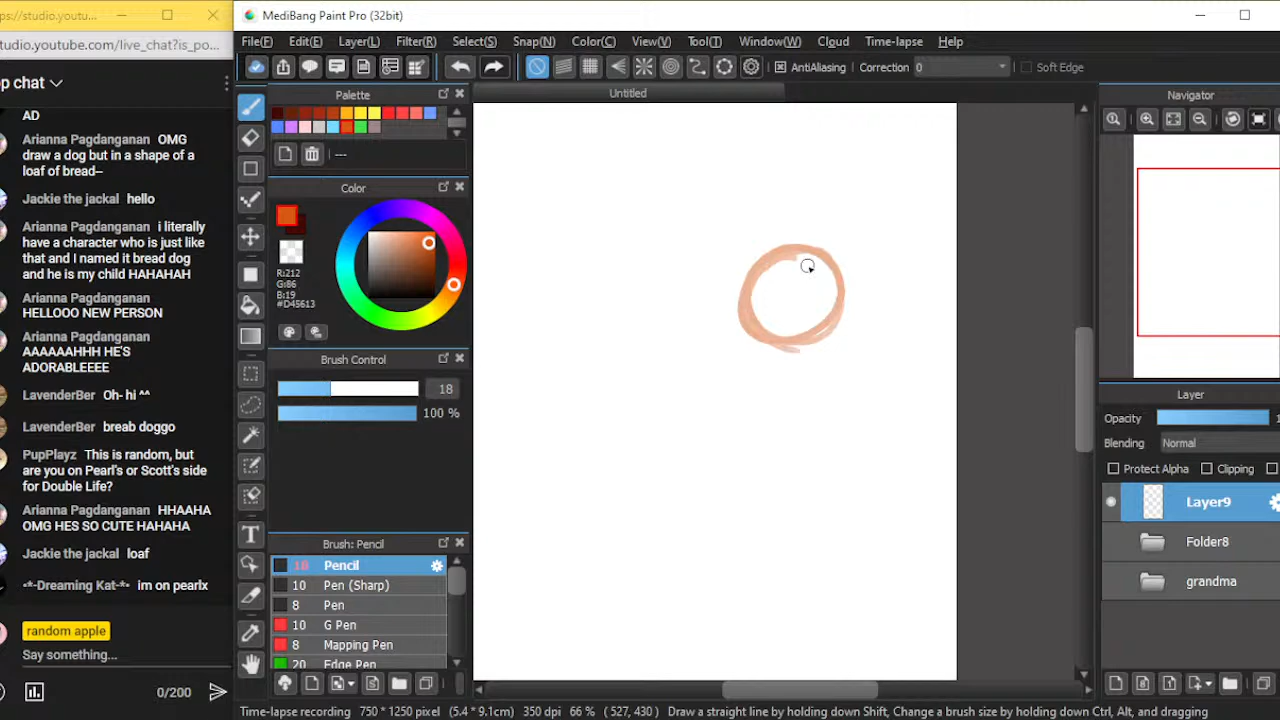 https://studio.youtu...
studio.youtube.com/live_chat?is_po...
op chat
AD
Arianna Pagdanganan OMG
draw a dog but in a shape of a
loaf of bread--
Jackie the jackal hello
Arianna Pagdanganan i literally
have a character who is just like
that and I named it bread dog
and he is my child HAHAHAH
Arianna Pagdanganan
HELLOOO NEW PERSON
Arianna Pagdanganan
AAAAAAHHH HE'S
ADORABLEEEE
LavenderBer Oh- hi ^^
LavenderBer breab doggo
PupPlayz This is random, but
are you on Pearl's or Scott's side
for Double Life?
Arianna Pagdanganan HHAAHA
OMG HES SO CUTE HAHAHA
Jackie the jackal loaf
-*-Dreaming Kat-*- im on pearlx
random apple
Say something...
0/200
MediBang Paint Pro (32bit)
File(F) Edit(E) Layer(L) Filter(R) Select(S) Snap(N) Color(C) View(V) Tool(T) Window(W) Cloud Time-lapse Help
AntiAliasing Correction 0 Soft Edge
Palette
---
Color
R:212
G:86
B:19
#D45613
Brush Control
18
100 %
Brush: Pencil
18 Pencil
10 Pen (Sharp)
8 Pen
10 G Pen
8 Mapping Pen
20 Edge Pen
Untitled
Navigator
Layer
Opacity
Blending Normal
Protect Alpha Clipping
Layer9
Folder8
grandma
Time-lapse recording 750 * 1250 pixel (5.4 * 9.1cm) 350 dpi 66 % ( 527, 430 ) Draw a straight line by holding down Shift, Change a brush size by holding down Ctrl, Alt, and dragging